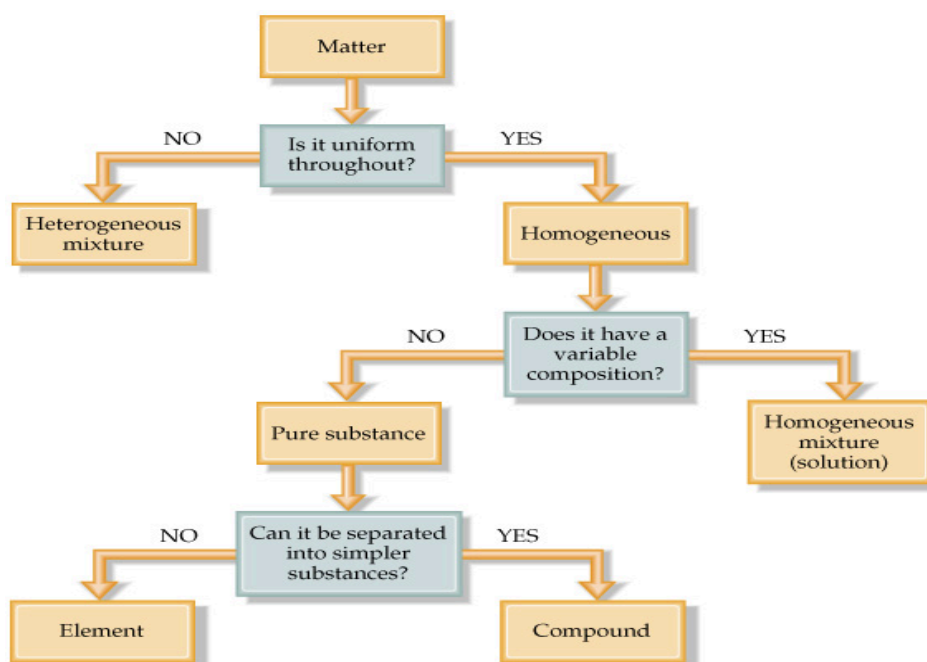 Matter
NO
YES
Is it uniform
throughout?
Heterogeneous
mixture
Homogeneous
NO
YES
Does it have a
variable
composition?
Pure substance
Homogeneous
mixture
(solution)
NO
YES
Can it be separated
into simpler
substances?
Element
Compound